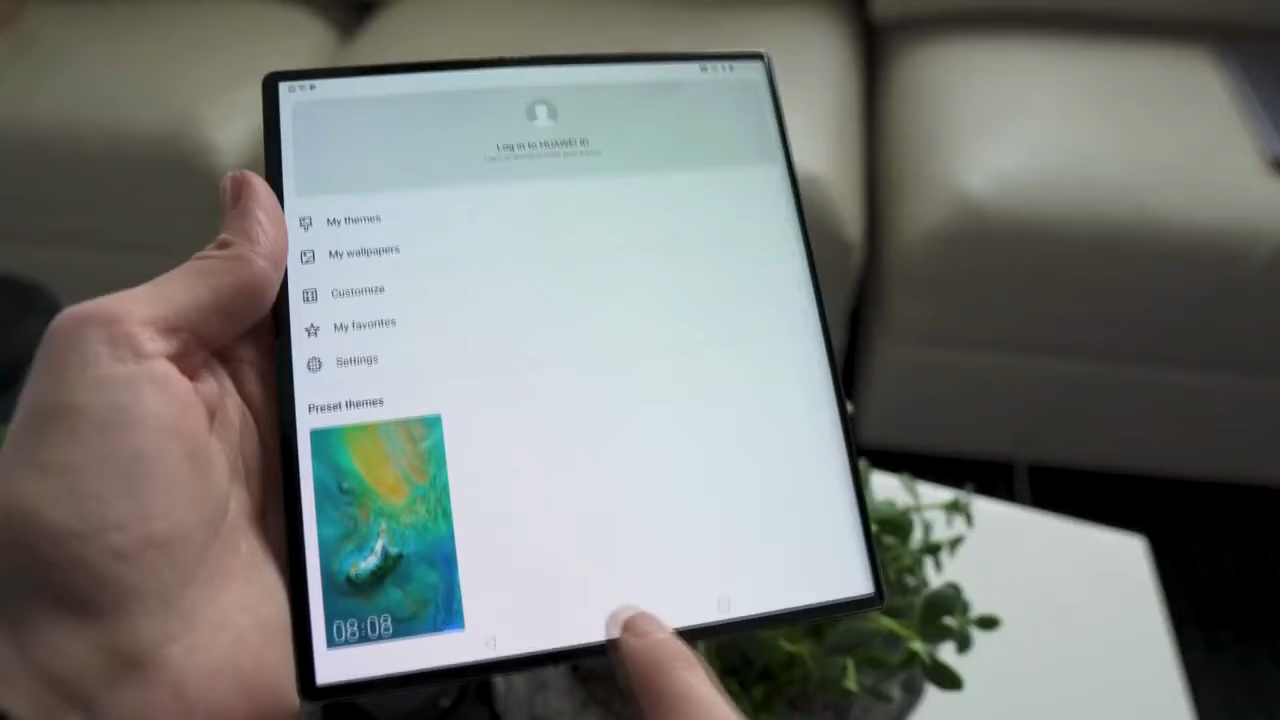 Log in to HUAWEI ID
My themes
My wallpapers
Customize
My favorites
Settings
Preset themes
08:08